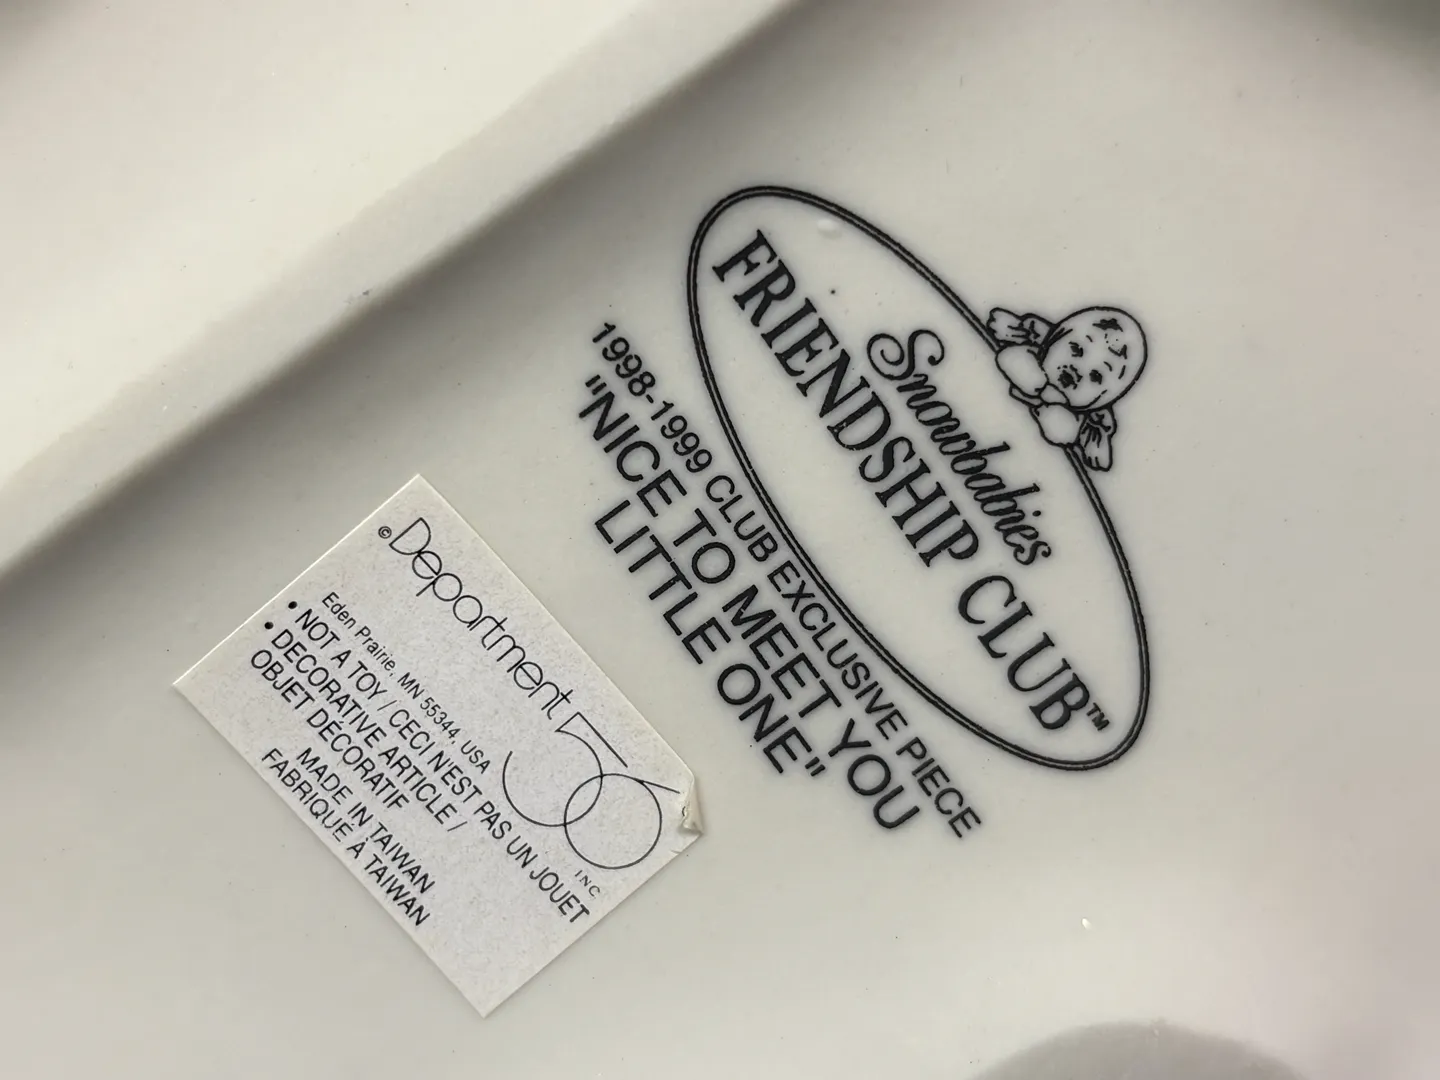 Snowbabies
FRIENDSHIP CLUB™
1998-1999 CLUB EXCLUSIVE PIECE
"NICE TO MEET YOU
LITTLE ONE"
©Department 56
INC
Eden Prairie, MN 55344, USA
• NOT A TOY / CECI N'EST PAS UN JOUET
• DECORATIVE ARTICLE /
OBJET DÉCORATIF
MADE IN TAIWAN
FABRIQUÉ À TAIWAN